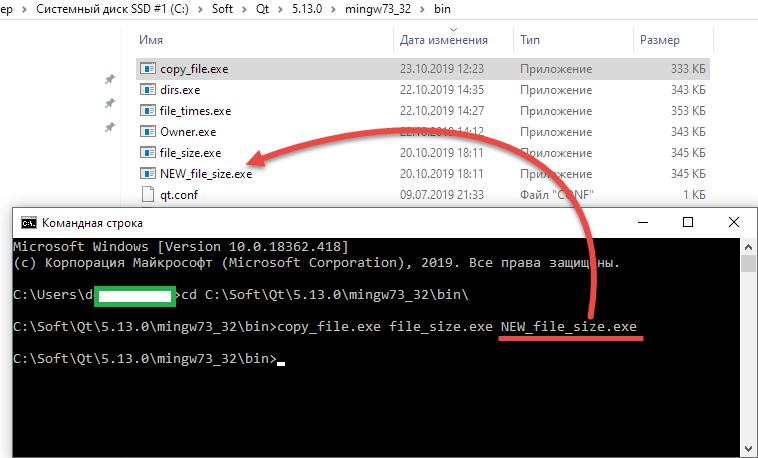 ер > Системный диск SSD #1 (C:) > Soft > Qt > 5.13.0 > mingw73_32 > bin
Имя Дата изменения Тип Размер
copy_file.exe 23.10.2019 12:23 Приложение 333 КБ
dirs.exe 22.10.2019 14:35 Приложение 343 КБ
file_times.exe 22.10.2019 14:27 Приложение 353 КБ
Owner.exe 22.10.2019 14:12 Приложение 343 КБ
file_size.exe 20.10.2019 18:11 Приложение 345 КБ
NEW_file_size.exe 20.10.2019 18:11 Приложение 345 КБ
qt.conf 09.07.2019 21:33 Файл "CONF" 1 КБ
Командная строка
Microsoft Windows [Version 10.0.18362.418]
(c) Корпорация Майкрософт (Microsoft Corporation), 2019. Все права защищены.
C:\Users\d >cd C:\Soft\Qt\5.13.0\mingw73_32\bin\
C:\Soft\Qt\5.13.0\mingw73_32\bin>copy_file.exe file_size.exe NEW_file_size.exe
C:\Soft\Qt\5.13.0\mingw73_32\bin>